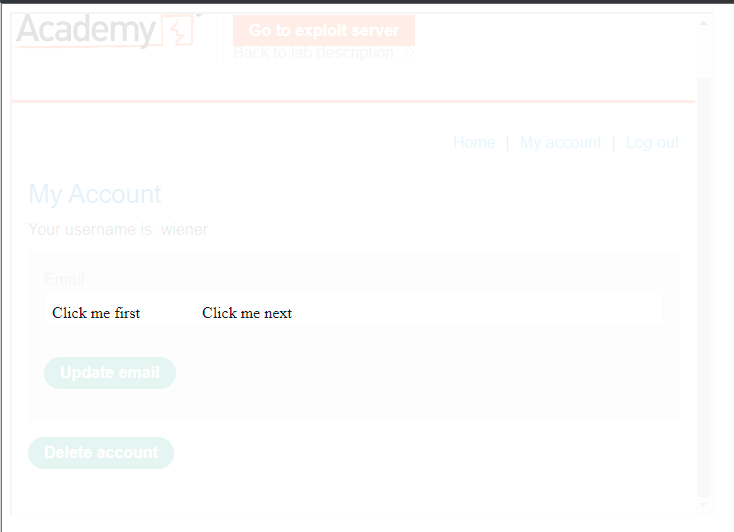 Academy
Go to exploit server
Back to lab description
Home | My account | Log out
My Account
Your username is wiener
Email
Click me first Click me next
Update email
Delete account